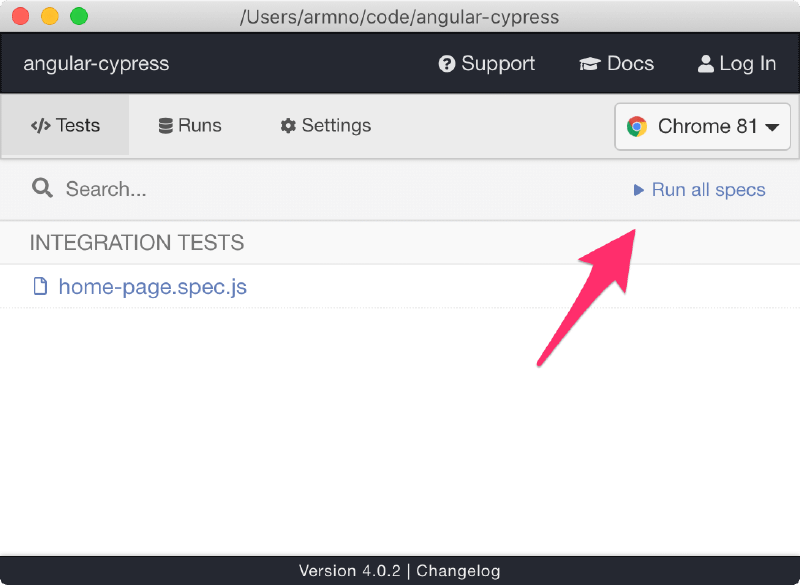 /Users/armno/code/angular-cypress
angular-cypress Support Docs Log In
</> Tests Runs Settings Chrome 81
Search... Run all specs
INTEGRATION TESTS
home-page.spec.js
Version 4.0.2 | Changelog